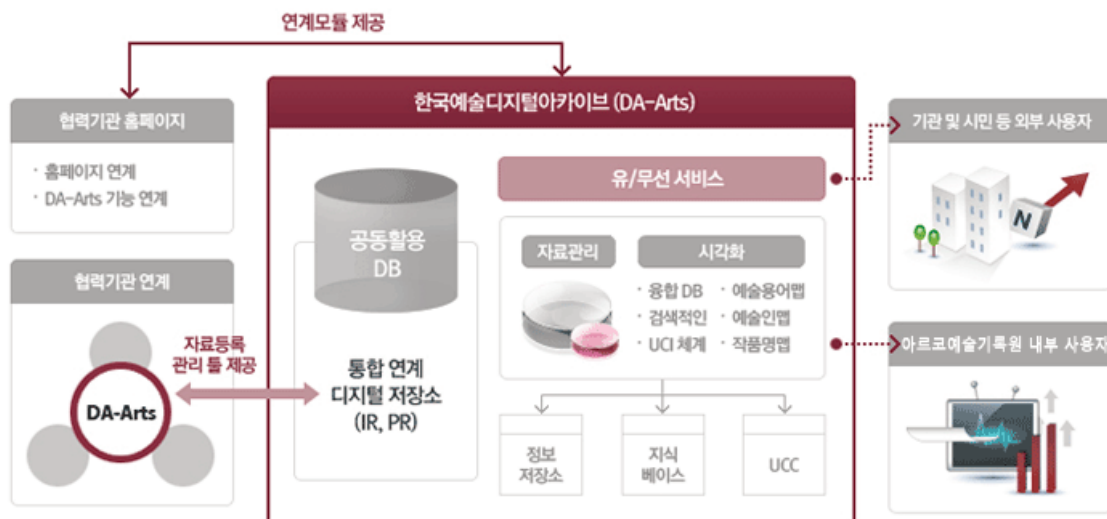 연계모듈 제공
협력기관 홈페이지
· 홈페이지 연계
· DA-Arts 기능 연계
협력기관 연계
DA-Arts
자료등록
관리 툴 제공
한국예술디지털아카이브 (DA-Arts)
공동활용
DB
통합 연계
디지털 저장소
(IR, PR)
유/무선 서비스
자료관리
시각화
· 융합 DB
· 검색적인
· UCI 체계
· 예술용어맵
· 예술인맵
· 작품명맵
정보
저장소
지식
베이스
UCC
기관 및 시민 등 외부 사용자
N
아르코예술기록원 내부 사용자